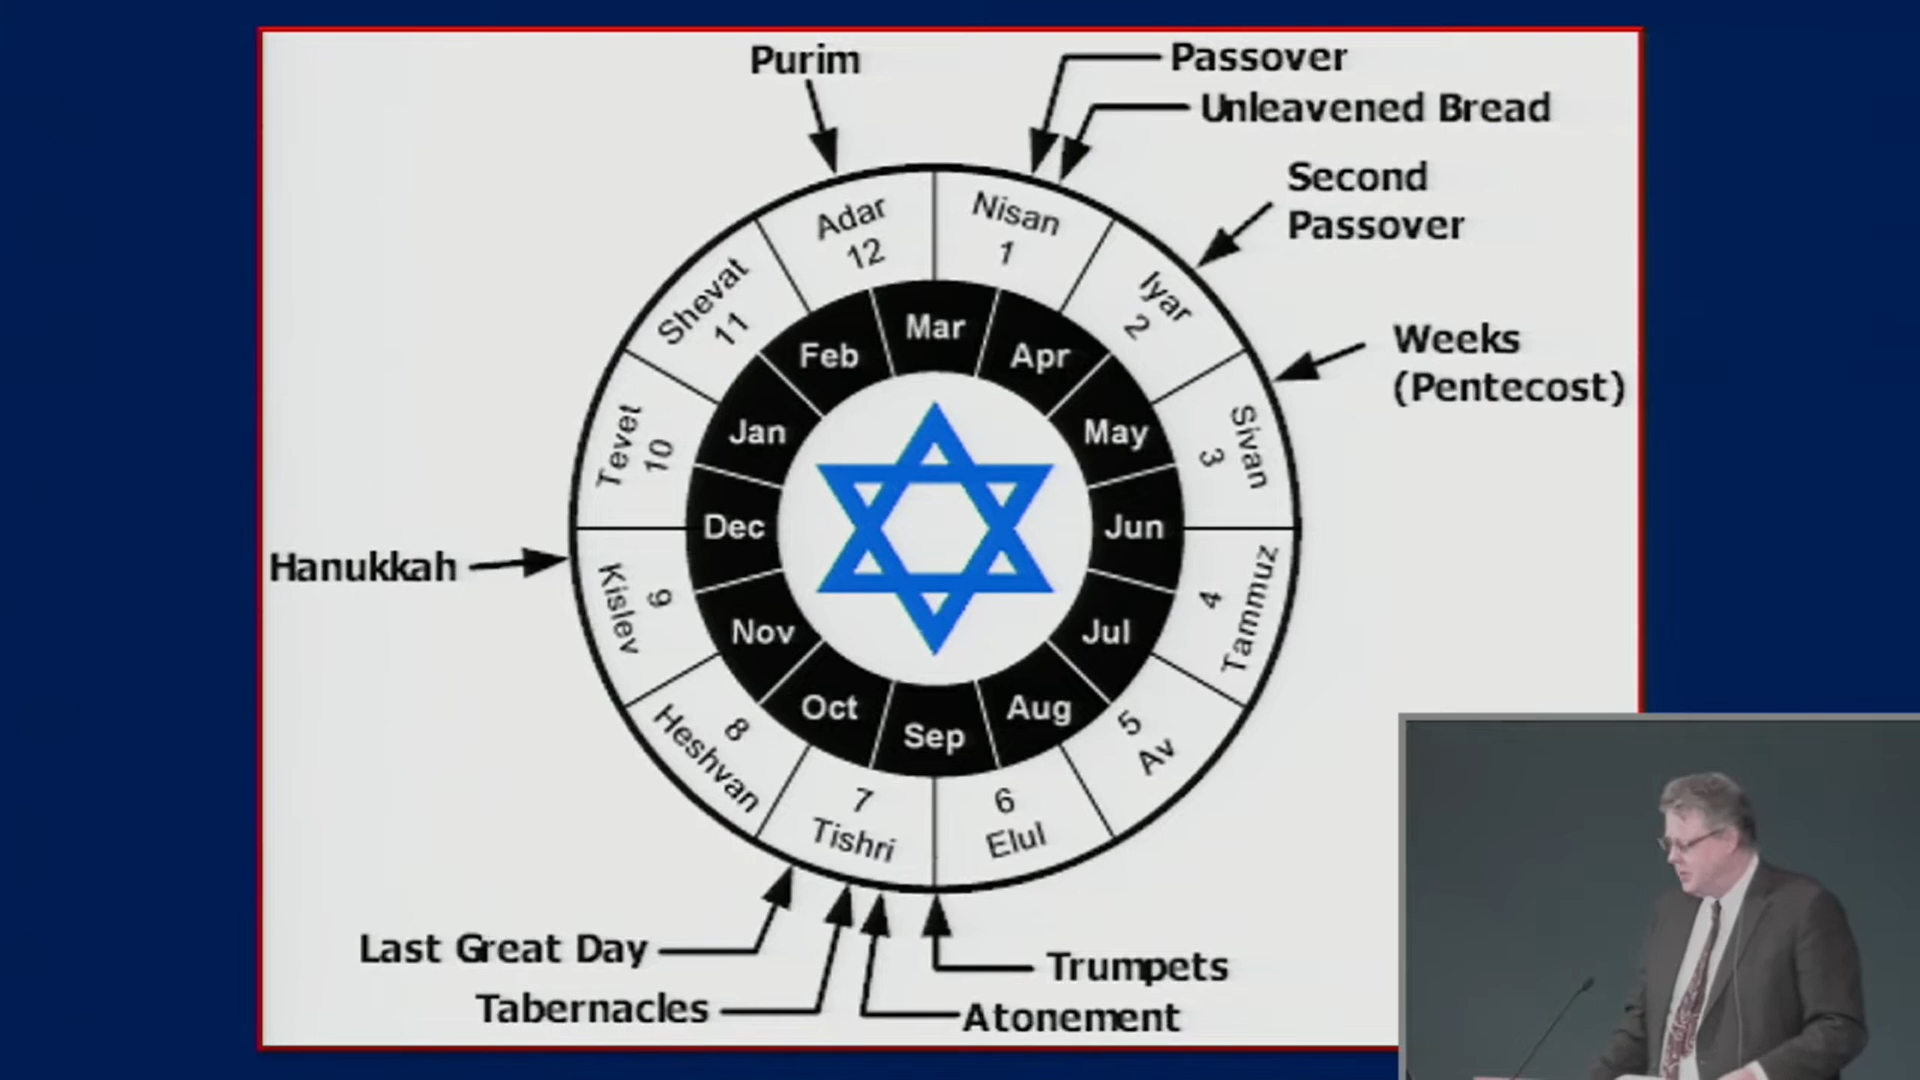 Purim
Passover
Unleavened Bread
Second
Passover
Weeks
(Pentecost)
Hanukkah
Last Great Day
Tabernacles
Trumpets
Atonement
Nisan
1
Iyar
2
Sivan
3
Tammuz
4
5
Av
6
Elul
7
Tishri
8
Heshvan
9
Kislev
Tevet
10
Shevat
11
Adar
12
Mar
Apr
May
Jun
Jul
Aug
Sep
Oct
Nov
Dec
Jan
Feb